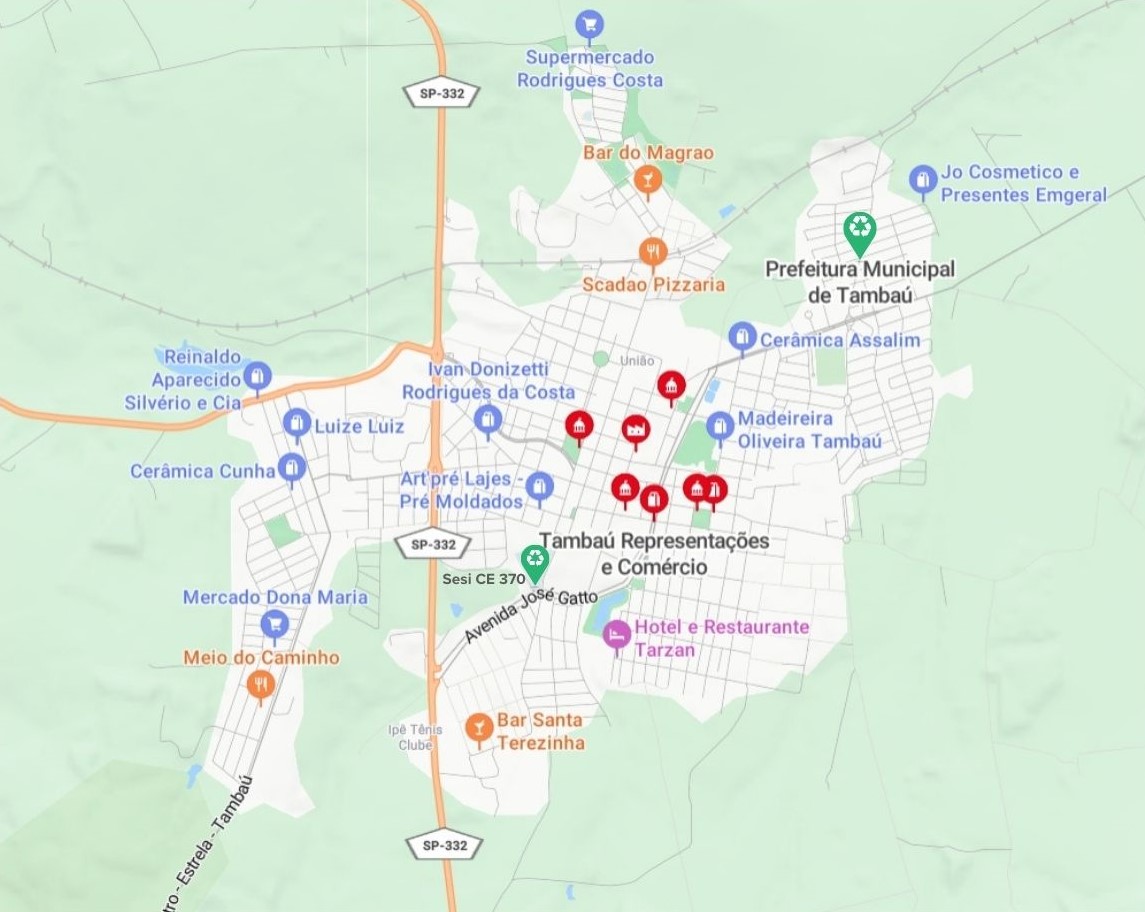 Supermercado
Rodrigues Costa
SP-332
Bar do Magrao
Jo Cosmetico e
Presentes Emgeral
Prefeitura Municipal
de Tambaú
Scadao Pizzaria
Cerâmica Assalim
União
Reinaldo
Aparecido
Silvério e Cia
Ivan Donizetti
Rodrigues da Costa
Luize Luiz
Madeireira
Oliveira Tambaú
Cerâmica Cunha
Art'pré Lajes -
Pré Moldados
SP-332
Tambaú Representações
e Comércio
Sesi CE 370
Avenida José Gatto
Mercado Dona Maria
Hotel e Restaurante
Tarzan
Meio do Caminho
Bar Santa
Terezinha
Ipê Tênis
Clube
SP-332
tro - Estrela - Tambaú